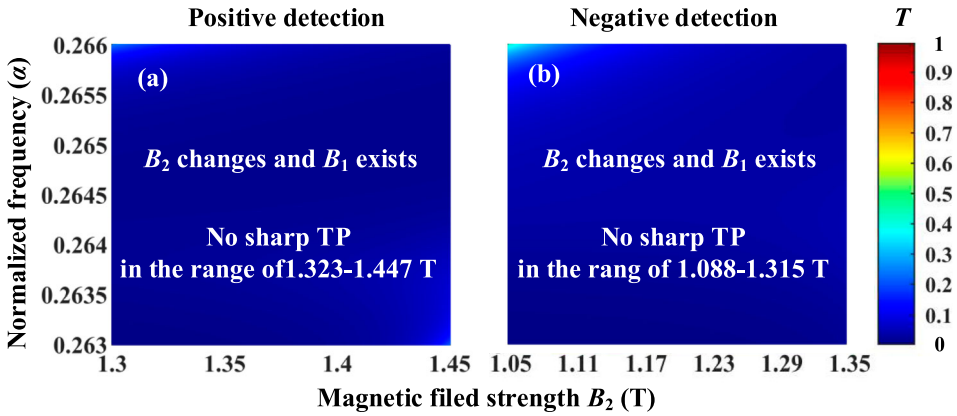 Positive detection
Negative detection
T
Normalized frequency (α)
0.266
0.2655
0.265
0.2645
0.264
0.2635
0.263
(a)
B2 changes and B1 exists
No sharp TP
in the range of1.323-1.447 T
1.3
1.35
1.4
1.45
(b)
B2 changes and B1 exists
No sharp TP
in the rang of 1.088-1.315 T
1.05
1.11
1.17
1.23
1.29
1.35
1
0.9
0.8
0.7
0.6
0.5
0.4
0.3
0.2
0.1
0
Magnetic filed strength B2 (T)